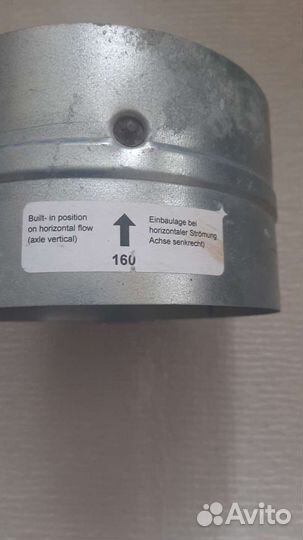 Built- in position
on horizontal flow
(axle vertical)
160
Einbaulage bei
horizontaler Strömung
Achse senkrecht)
Avito